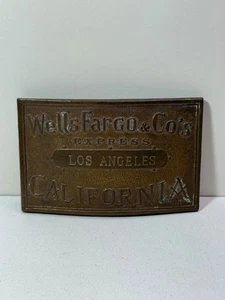 Wells Fargo & Co's
EXPRESS
LOS ANGELES
CALIFORNIA